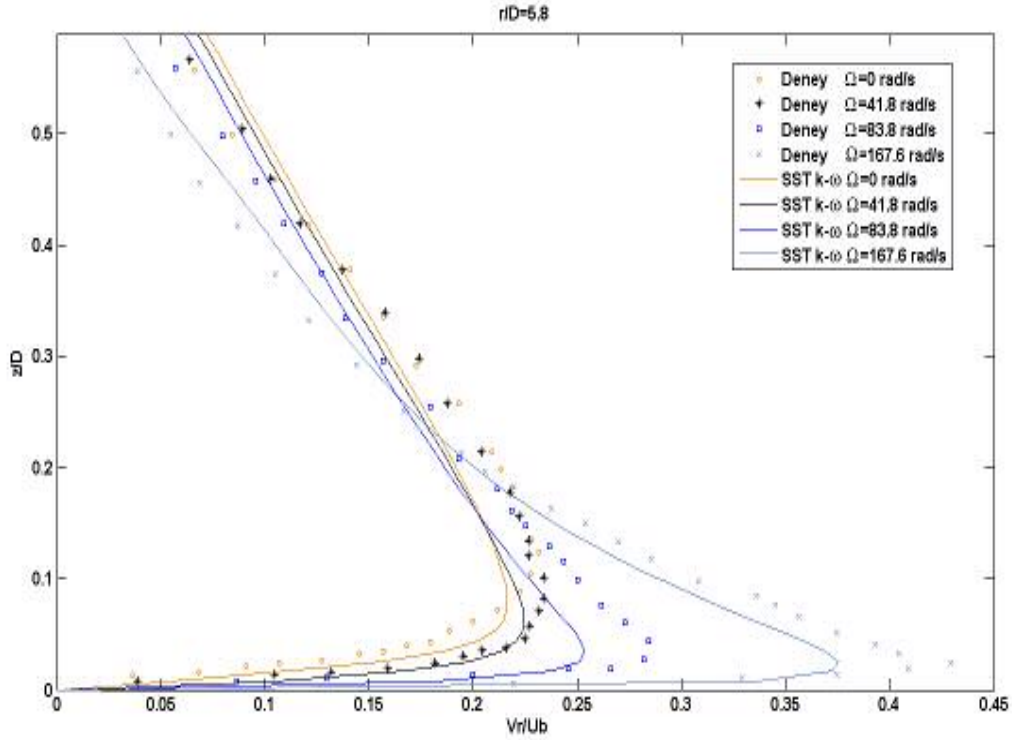 r/D=5.8
Deney Ω=0 rad/s
Deney Ω=41.8 rad/s
Deney Ω=83.8 rad/s
Deney Ω=167.6 rad/s
SST k-ω Ω=0 rad/s
SST k-ω Ω=41.8 rad/s
SST k-ω Ω=83.8 rad/s
SST k-ω Ω=167.6 rad/s
0.5
0.4
0.3
0.2
0.1
0
z/D
0 0.05 0.1 0.15 0.2 0.25 0.3 0.35 0.4 0.45
Vr/Ub